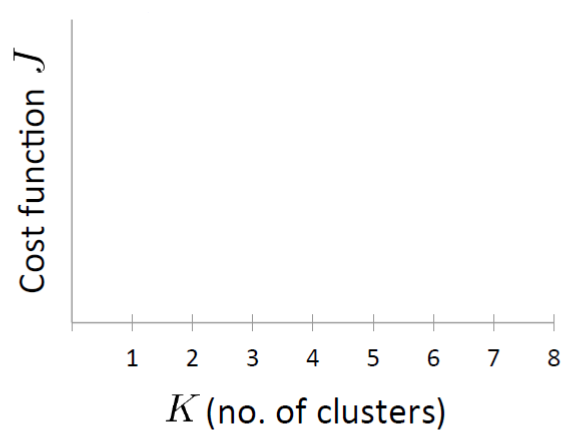 Cost function J
1 2 3 4 5 6 7 8
K (no. of clusters)